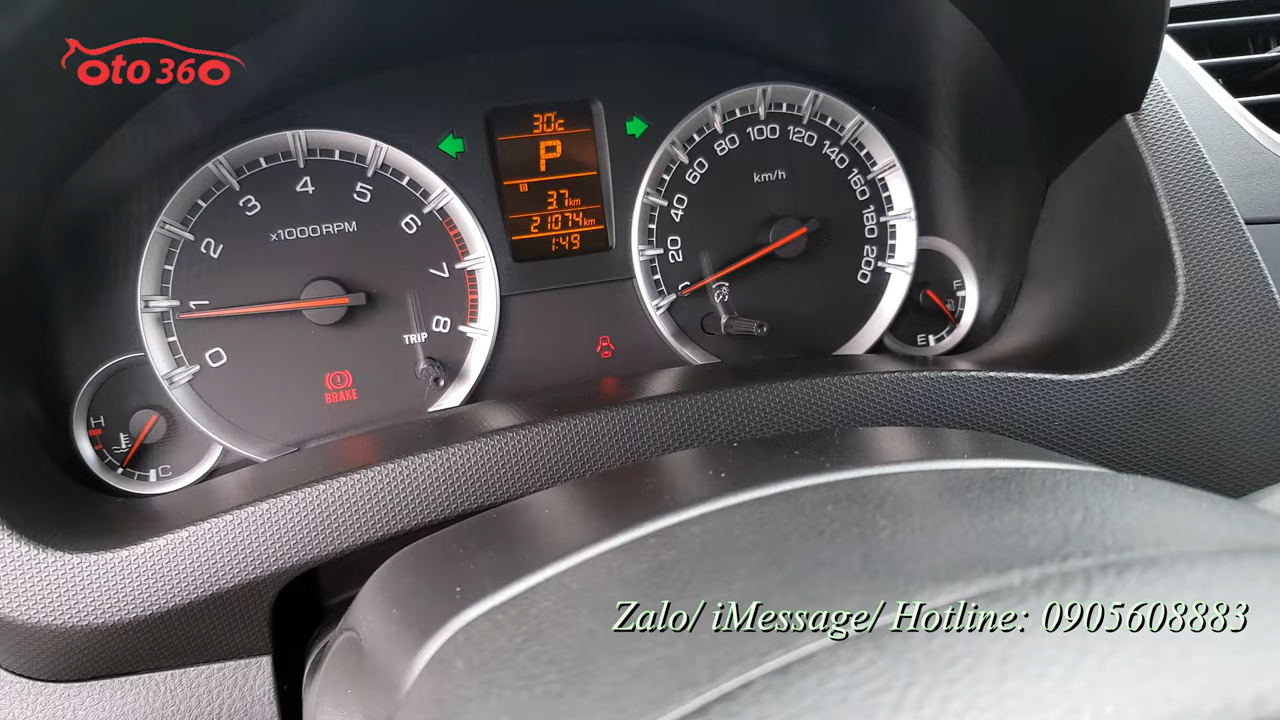 oto360
30°c
P
B
3.7km
21074km
1:49
0
1
2
3
4
5
6
7
8
x1000RPM
TRIP
BRAKE
H
C
20
40
60
80
100
120
140
160
180
200
km/h
F
E
Zalo/ iMessage/ Hotline: 0905608883